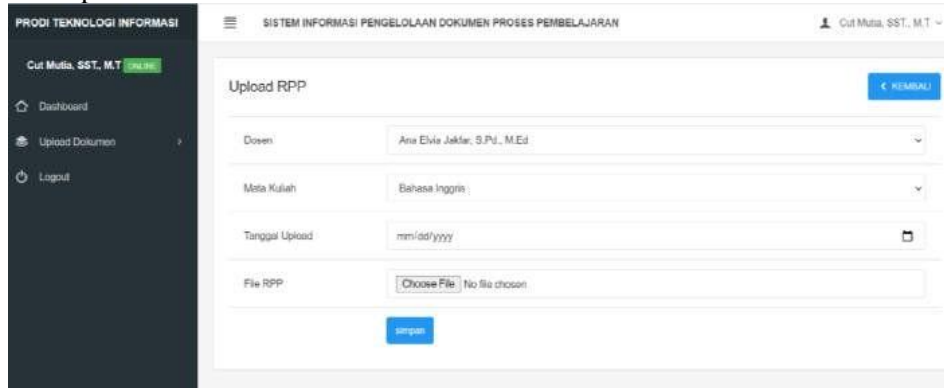 PRODI TEKNOLOGI INFORMASI
SISTEM INFORMASI PENGELOLAAN DOKUMEN PROSES PEMBELAJARAN
Cut Mutia, SST., M.T
Cut Mutia, SST., M.T ONLINE
Dashboard
Upload Dokumen
Logout
Upload RPP
KEMBALI
Dosen
Ana Elvia Jakfar, S.Pd., M.Ed
Mata Kuliah
Bahasa Inggris
Tanggal Upload
mm/dd/yyyy
File RPP
Choose File No file chosen
simpan